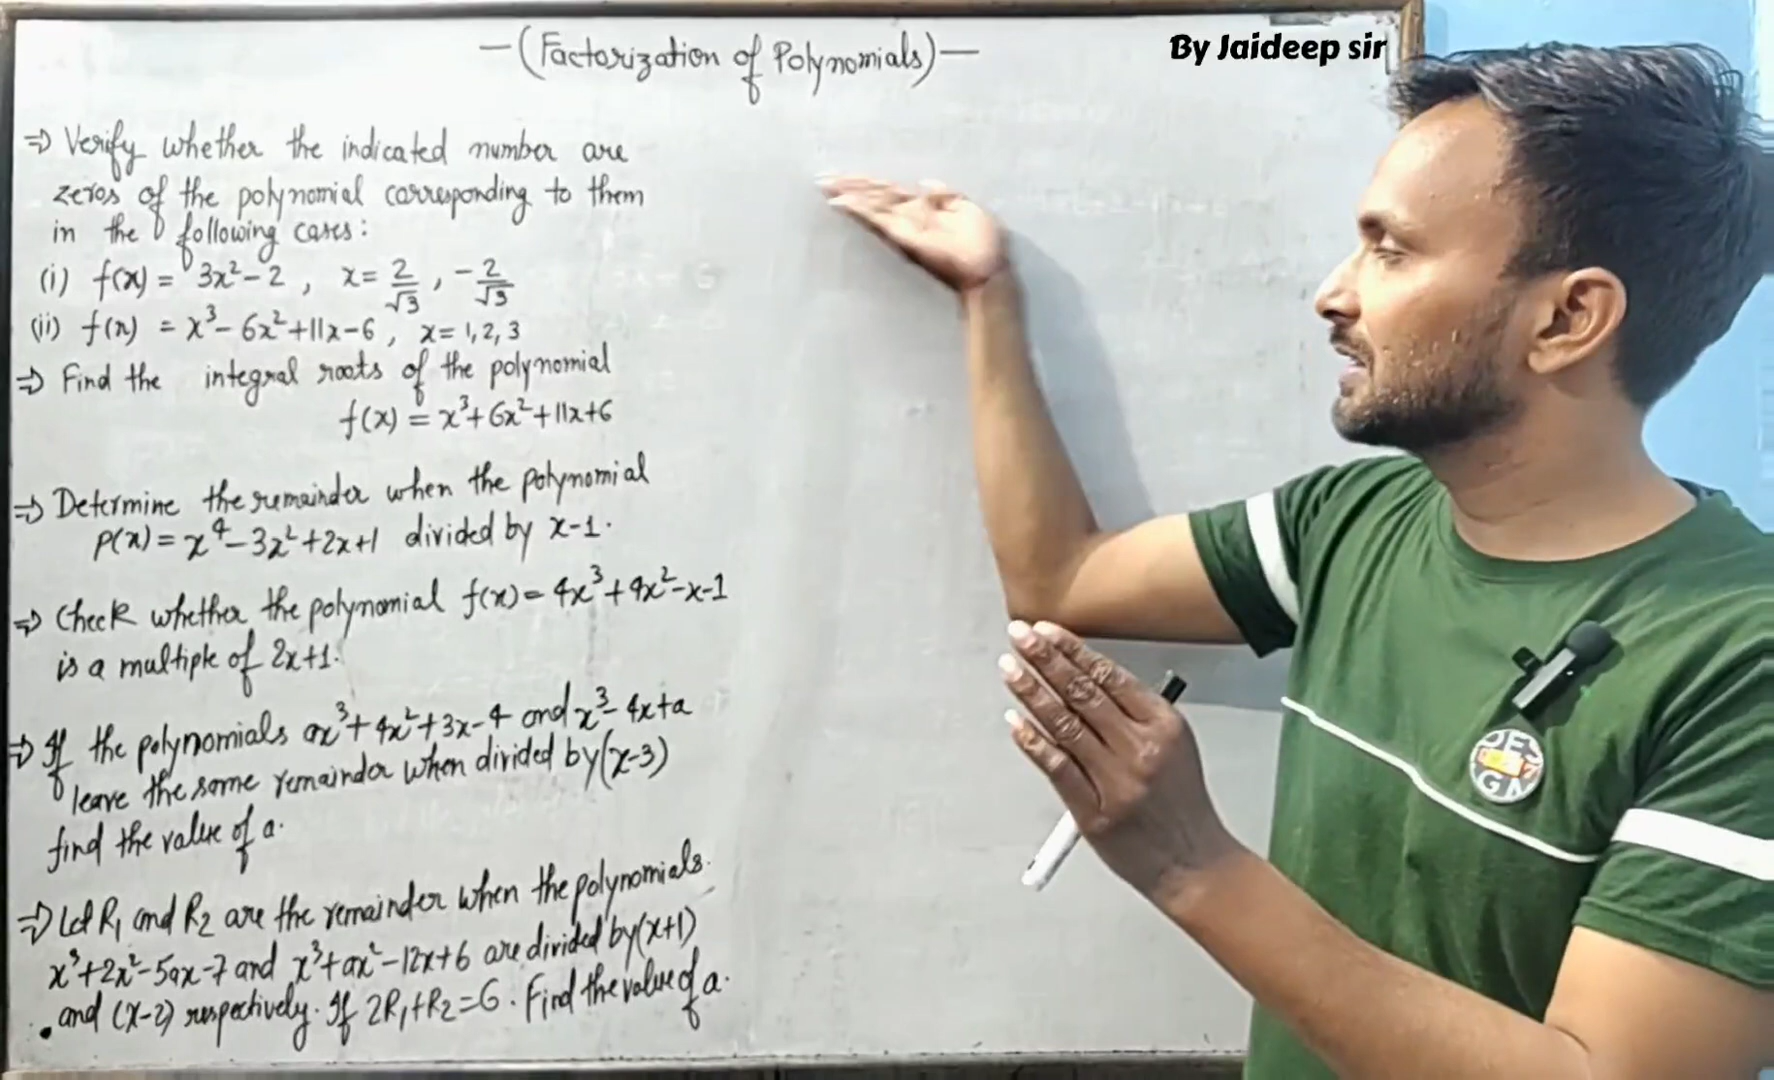 —(Factorization of Polynomials)—
By Jaideep sir
⇒ Verify whether the indicated number are
zeros of the polynomial corresponding to them
in the following cases:
(i) f(x) = 3x² - 2 , x = 2/√3 , -2/√3
(ii) f(x) = x³ - 6x² + 11x - 6 , x = 1, 2, 3
⇒ Find the integral roots of the polynomial
f(x) = x³ + 6x² + 11x + 6
⇒ Determine the remainder when the polynomial
p(x) = x⁴ - 3x² + 2x + 1 divided by x - 1.
⇒ Check whether the polynomial f(x) = 4x³ + 4x² - x - 1
is a multiple of 2x + 1.
⇒ If the polynomials ax³ + 4x² + 3x - 4 and x³ - 4x + a
leave the same remainder when divided by (x - 3)
find the value of a.
⇒ Let R₁ and R₂ are the remainder when the polynomials
x³ + 2x² - 5ax - 7 and x³ + ax² - 12x + 6 are divided by (x + 1)
and (x - 2) respectively. If 2R₁ + R₂ = 6. Find the value of a.